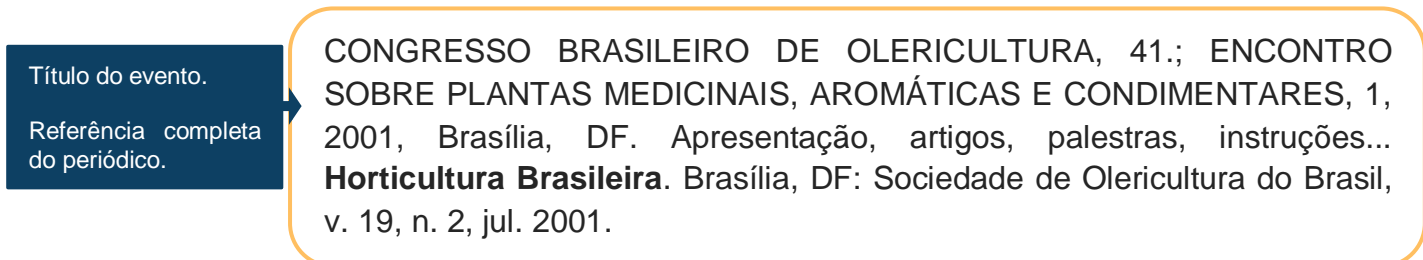 Título do evento.
Referência completa
do periódico.
CONGRESSO BRASILEIRO DE OLERICULTURA, 41.; ENCONTRO
SOBRE PLANTAS MEDICINAIS, AROMÁTICAS E CONDIMENTARES, 1,
2001, Brasília, DF. Apresentação, artigos, palestras, instruções...
Horticultura Brasileira. Brasília, DF: Sociedade de Olericultura do Brasil,
v. 19, n. 2, jul. 2001.